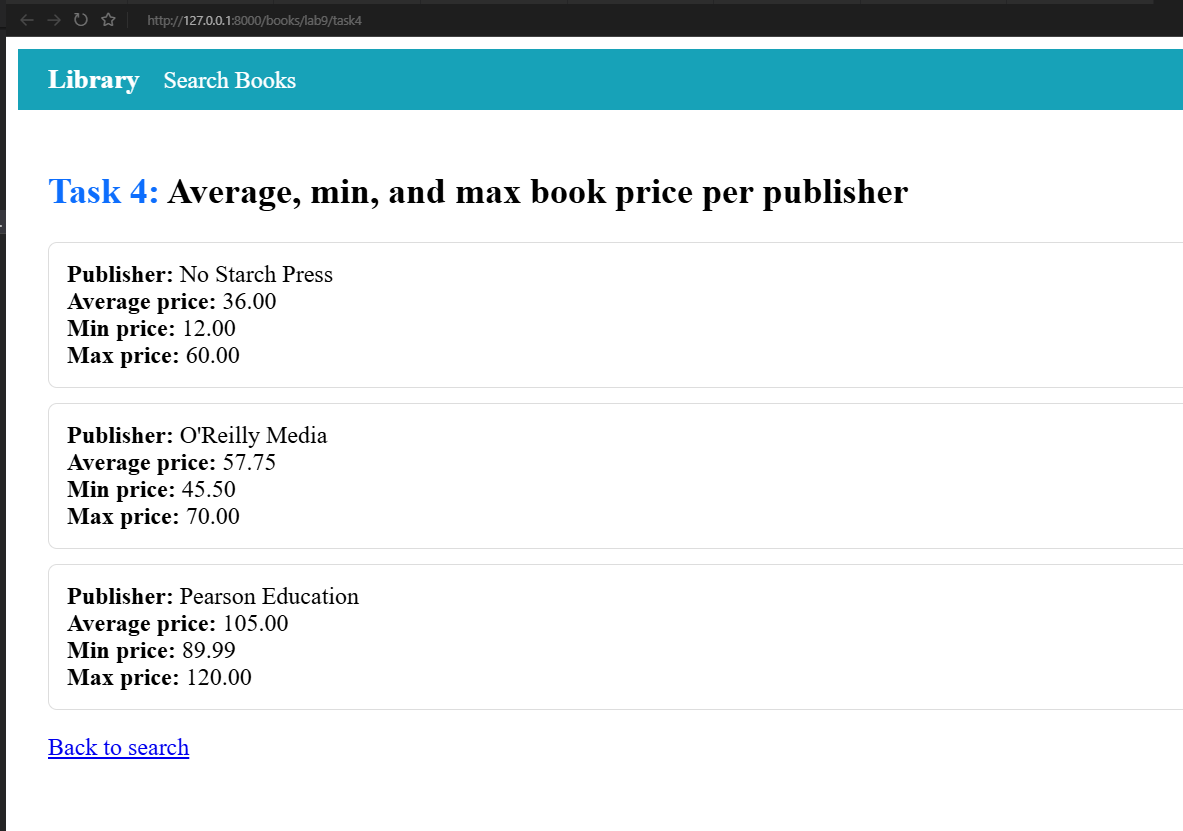 http://127.0.0.1:8000/books/lab9/task4
Library Search Books
Task 4: Average, min, and max book price per publisher
Publisher: No Starch Press
Average price: 36.00
Min price: 12.00
Max price: 60.00
Publisher: O'Reilly Media
Average price: 57.75
Min price: 45.50
Max price: 70.00
Publisher: Pearson Education
Average price: 105.00
Min price: 89.99
Max price: 120.00
Back to search